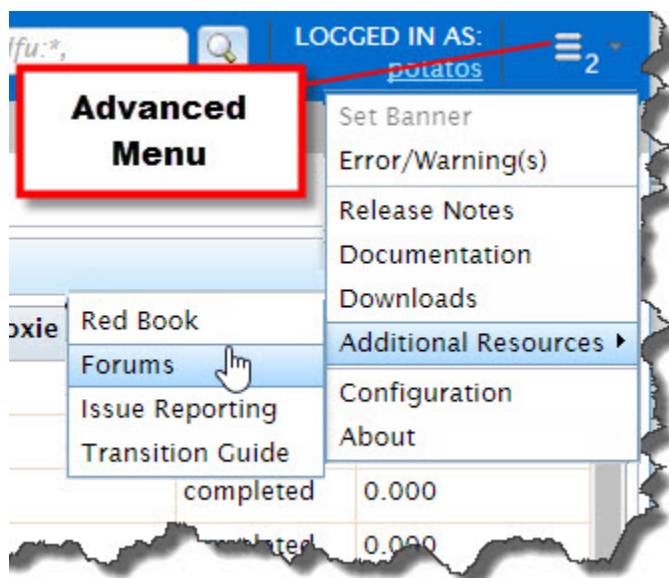 lfu:*,
LOGGED IN AS:
potatos
2
Advanced
Menu
Set Banner
Error/Warning(s)
Release Notes
Documentation
Downloads
Additional Resources
Configuration
About
oxie
Red Book
Forums
Issue Reporting
Transition Guide
completed 0.000
0.000